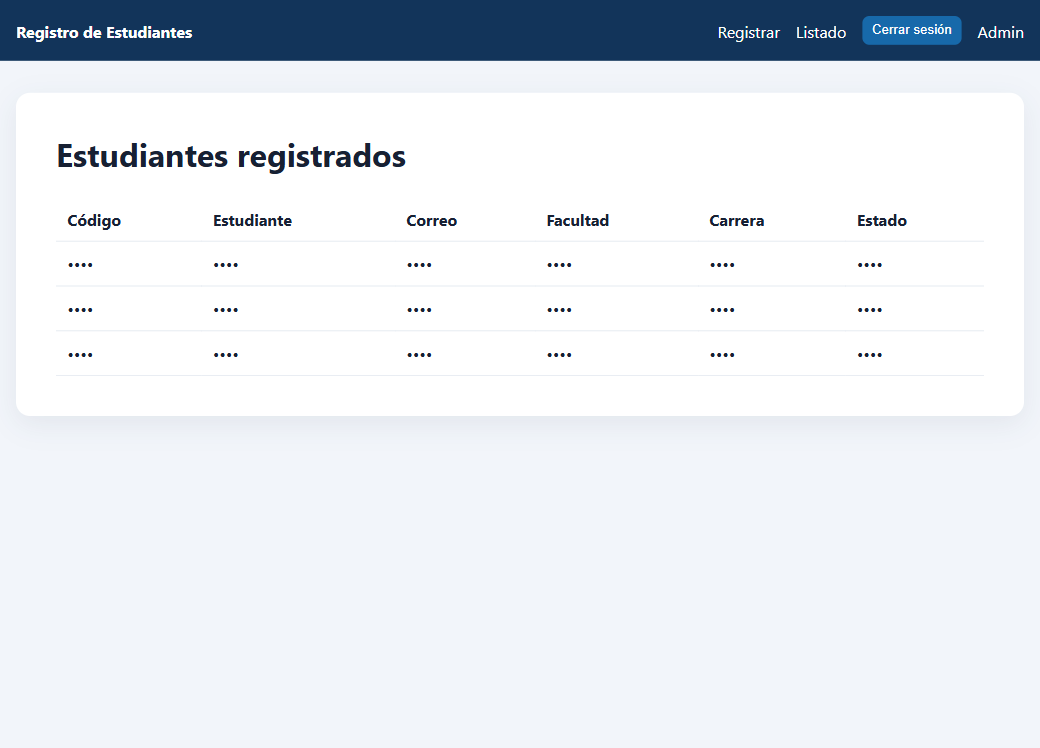 Registro de Estudiantes Registrar Listado Cerrar sesión Admin
Estudiantes registrados
Código Estudiante Correo Facultad Carrera Estado
•••• •••• •••• •••• •••• ••••
•••• •••• •••• •••• •••• ••••
•••• •••• •••• •••• •••• ••••